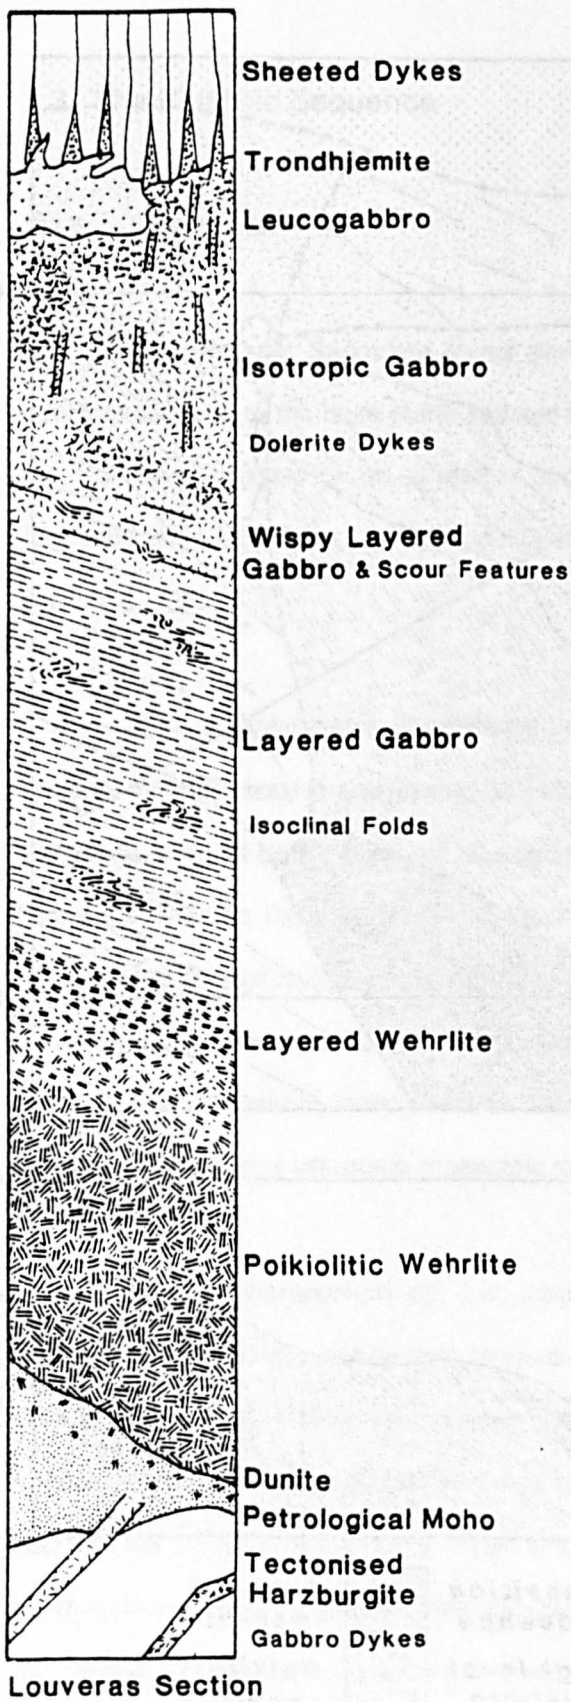 Sheeted Dykes
Trondhjemite
Leucogabbro
Isotropic Gabbro
Dolerite Dykes
Wispy Layered
Gabbro & Scour Features
Layered Gabbro
Isoclinal Folds
Layered Wehrlite
Poikiolitic Wehrlite
Dunite
Petrological Moho
Tectonised
Harzburgite
Gabbro Dykes
Louveras Section